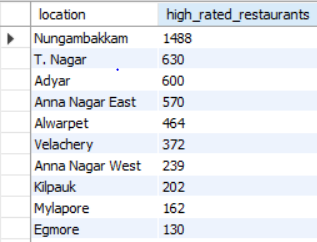 location high_rated_restaurants
Nungambakkam 1488
T. Nagar 630
Adyar 600
Anna Nagar East 570
Alwarpet 464
Velachery 372
Anna Nagar West 239
Kilpauk 202
Mylapore 162
Egmore 130